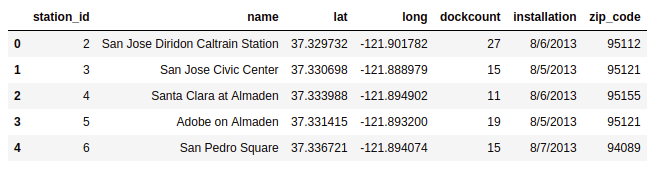 station_id name lat long dockcount installation zip_code
0 2 San Jose Diridon Caltrain Station 37.329732 -121.901782 27 8/6/2013 95112
1 3 San Jose Civic Center 37.330698 -121.888979 15 8/5/2013 95121
2 4 Santa Clara at Almaden 37.333988 -121.894902 11 8/6/2013 95155
3 5 Adobe on Almaden 37.331415 -121.893200 19 8/5/2013 95121
4 6 San Pedro Square 37.336721 -121.894074 15 8/7/2013 94089